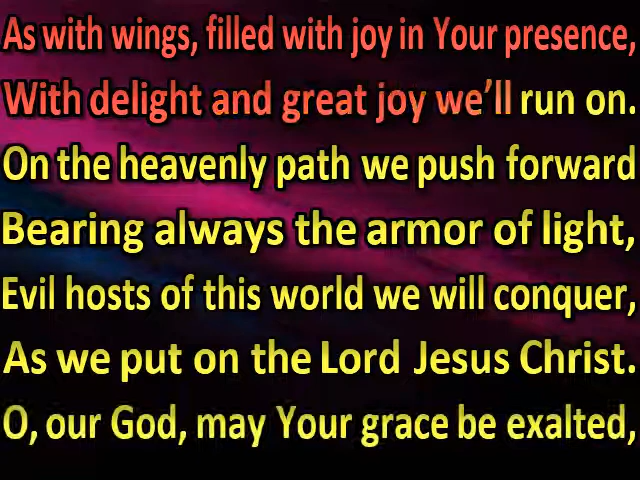 As with wings, filled with joy in Your presence,
With delight and great joy we'll run on.
On the heavenly path we push forward
Bearing always the armor of light,
Evil hosts of this world we will conquer,
As we put on the Lord Jesus Christ.
O, our God, may Your grace be exalted,